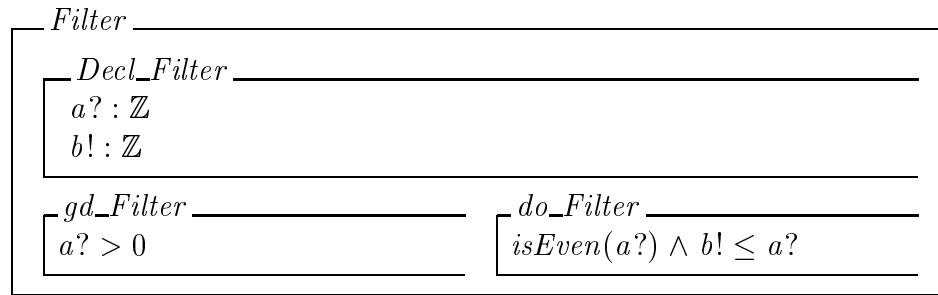 Filter
Decl_Filter
a? : ℤ
b! : ℤ
gd_Filter
a? > 0
do_Filter
isEven(a?) ∧ b! ≤ a?